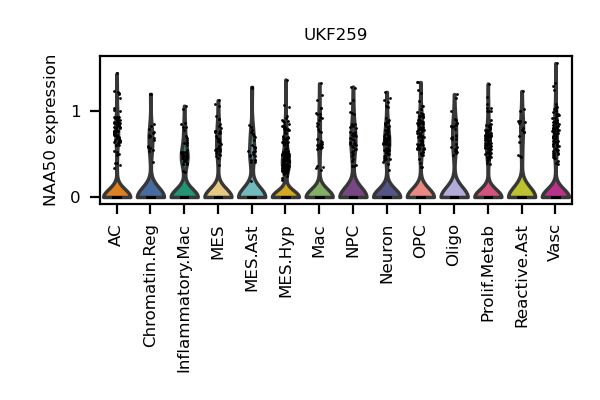 UKF259
NAA50 expression
1
0
AC
Chromatin.Reg
Inflammatory.Mac
MES
MES.Ast
MES.Hyp
Mac
NPC
Neuron
OPC
Oligo
Prolif.Metab
Reactive.Ast
Vasc